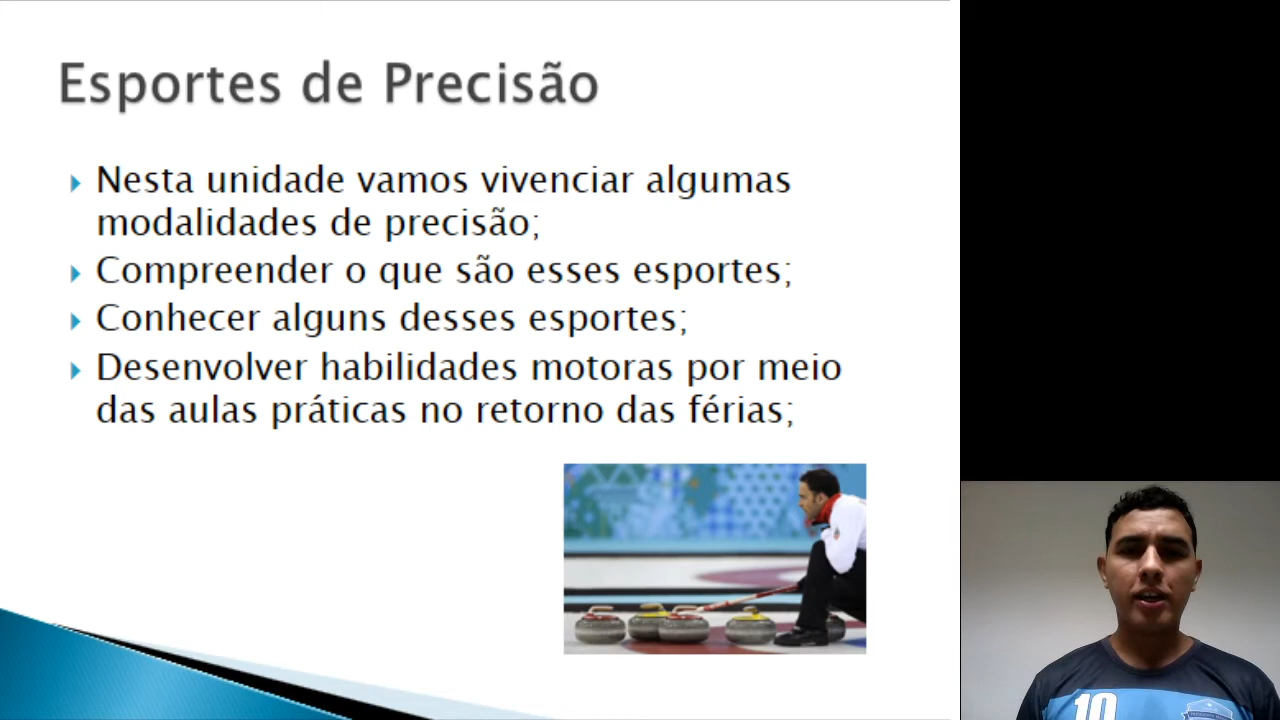 Esportes de Precisão
Nesta unidade vamos vivenciar algumas
modalidades de precisão;
Compreender o que são esses esportes;
Conhecer alguns desses esportes;
Desenvolver habilidades motoras por meio
das aulas práticas no retorno das férias;
10